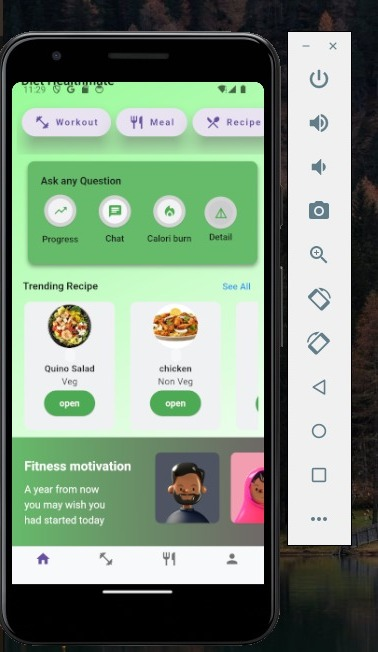 Diet Healthmate
11:29
Workout
Meal
Recipe
Ask any Question
Progress
Chat
Calori burn
Detail
Trending Recipe
See All
Quino Salad
Veg
open
chicken
Non Veg
open
Fitness motivation
A year from now
you may wish you
had started today